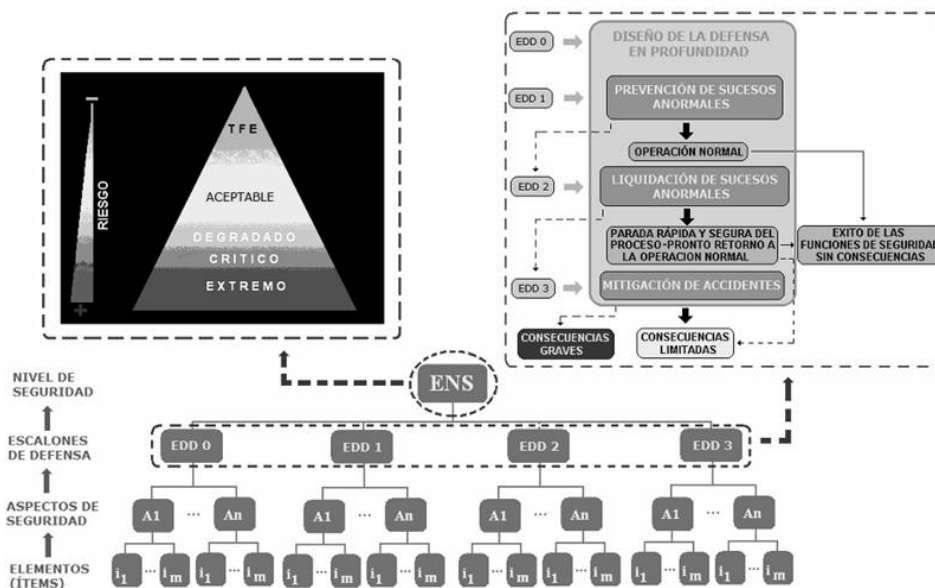 EDD 0
DISEÑO DE LA DEFENSA
EN PROFUNDIDAD
EDD 1
PREVENCIÓN DE SUCESOS
ANORMALES
OPERACIÓN NORMAL
EDD 2
LIQUIDACIÓN DE SUCESOS
ANORMALES
PARADA RÁPIDA Y SEGURA DEL
PROCESO-PRONTO RETORNO A
LA OPERACION NORMAL
EXITO DE LAS
FUNCIONES DE SEGURIDAD
SIN CONSECUENCIAS
EDD 3
MITIGACIÓN DE ACCIDENTES
CONSECUENCIAS
GRAVES
CONSECUENCIAS
LIMITADAS
−
RIESGO
+
TFE
ACEPTABLE
DEGRADADO
CRITICO
EXTREMO
NIVEL DE
SEGURIDAD
ENS
ESCALONES
DE DEFENSA
EDD 0 EDD 1 EDD 2 EDD 3
ASPECTOS DE
SEGURIDAD
A1 ... An A1 ... An A1 ... An A1 ... An
ELEMENTOS
(ÍTEMS)
i1 ... im i1 ... im i1 ... im i1 ... im i1 ... im i1 ... im i1 ... im i1 ... im